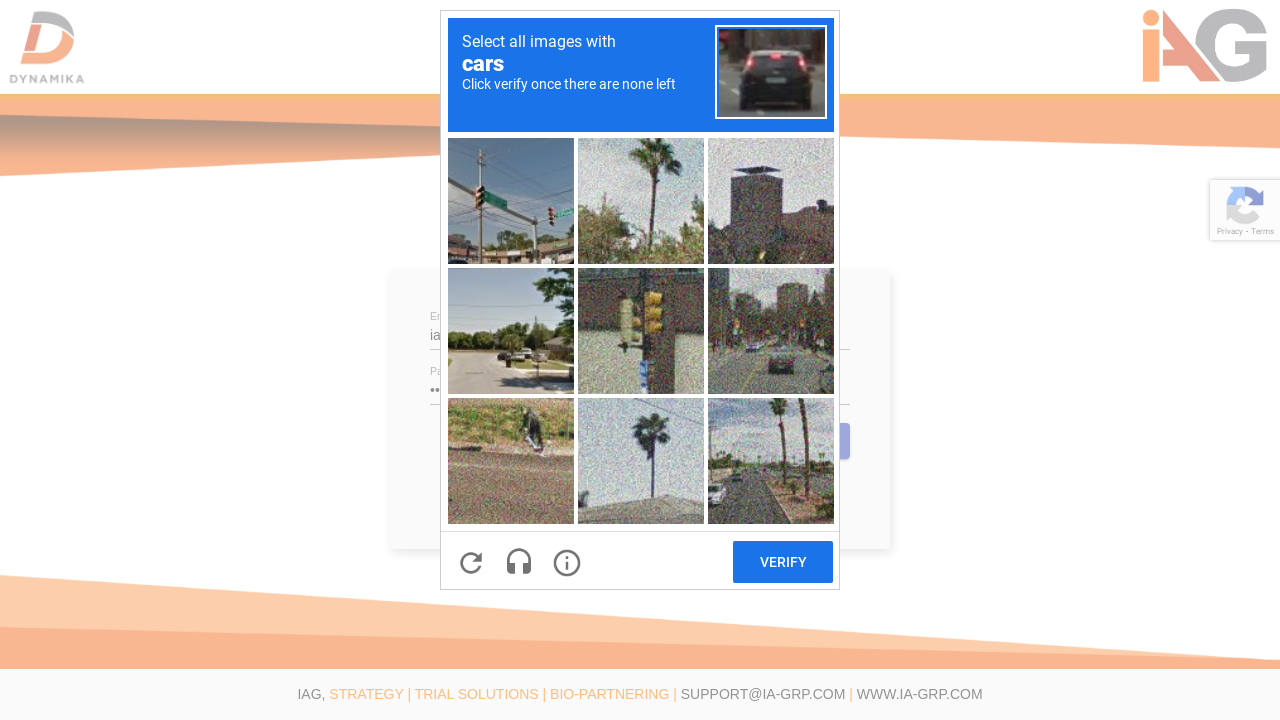 DYNAMIKA
iAG
Select all images with
cars
Click verify once there are none left
Privacy - Terms
VERIFY
IAG, STRATEGY | TRIAL SOLUTIONS | BIO-PARTNERING | SUPPORT@IA-GRP.COM | WWW.IA-GRP.COM